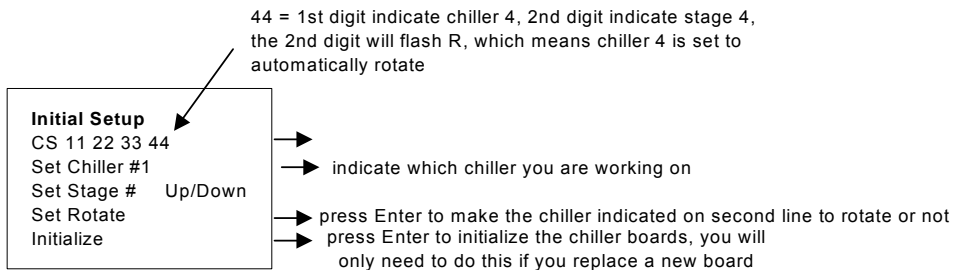 44 = 1st digit indicate chiller 4, 2nd digit indicate stage 4,
the 2nd digit will flash R, which means chiller 4 is set to
automatically rotate
Initial Setup
CS 11 22 33 44
Set Chiller #1
indicate which chiller you are working on
Set Stage # Up/Down
Set Rotate
press Enter to make the chiller indicated on second line to rotate or not
Initialize
press Enter to initialize the chiller boards, you will
only need to do this if you replace a new board